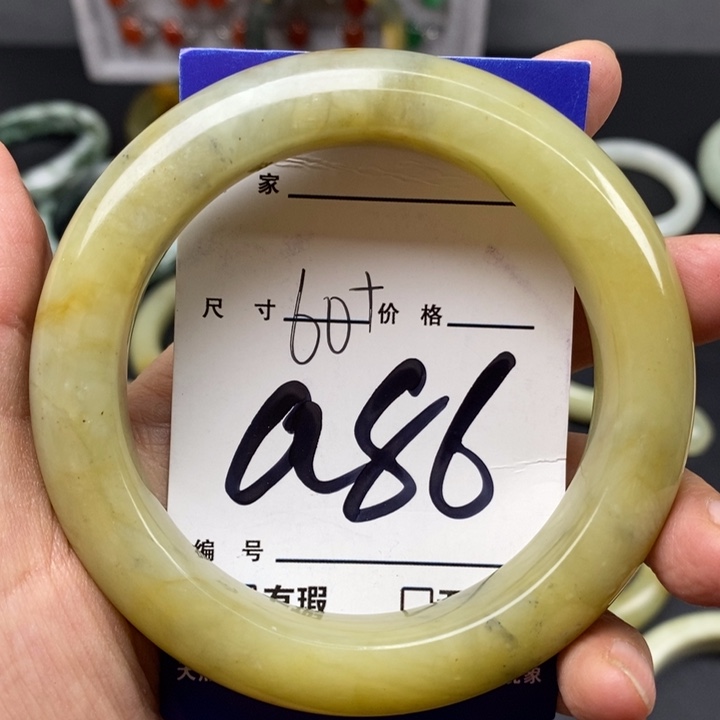 家
尺 寸 60+ 价 格
a86
编 号
有瑕